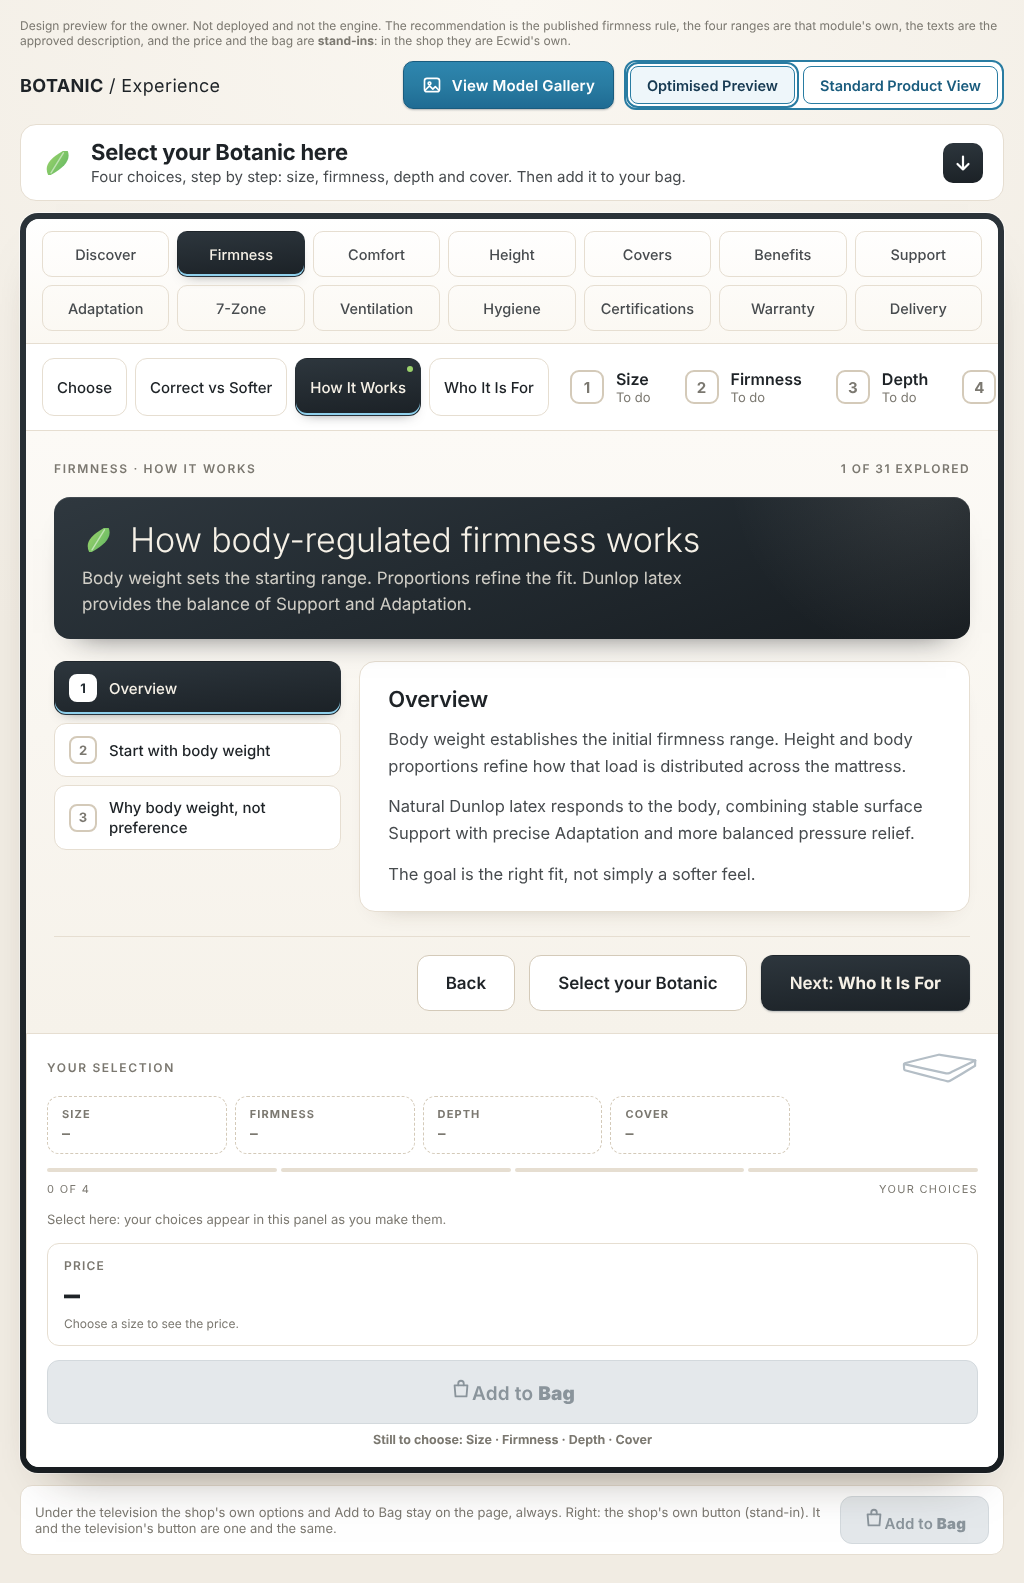 Design preview for the owner. Not deployed and not the engine. The recommendation is the published firmness rule, the four ranges are that module's own, the texts are the
approved description, and the price and the bag are stand-ins: in the shop they are Ecwid's own.
BOTANIC / Experience
View Model Gallery
Optimised Preview
Standard Product View
Select your Botanic here
Four choices, step by step: size, firmness, depth and cover. Then add it to your bag.
Discover
Firmness
Comfort
Height
Covers
Benefits
Support
Adaptation
7-Zone
Ventilation
Hygiene
Certifications
Warranty
Delivery
Choose
Correct vs Softer
How It Works
Who It Is For
1
Size
To do
2
Firmness
To do
3
Depth
To do
4
FIRMNESS · HOW IT WORKS
1 OF 31 EXPLORED
How body-regulated firmness works
Body weight sets the starting range. Proportions refine the fit. Dunlop latex
provides the balance of Support and Adaptation.
1
Overview
2
Start with body weight
3
Why body weight, not
preference
Overview
Body weight establishes the initial firmness range. Height and body
proportions refine how that load is distributed across the mattress.
Natural Dunlop latex responds to the body, combining stable surface
Support with precise Adaptation and more balanced pressure relief.
The goal is the right fit, not simply a softer feel.
Back
Select your Botanic
Next: Who It Is For
YOUR SELECTION
SIZE
–
FIRMNESS
–
DEPTH
–
COVER
–
0 OF 4
YOUR CHOICES
Select here: your choices appear in this panel as you make them.
PRICE
–
Choose a size to see the price.
Add to Bag
Still to choose: Size · Firmness · Depth · Cover
Under the television the shop's own options and Add to Bag stay on the page, always. Right: the shop's own button (stand-in). It
and the television's button are one and the same.
Add to Bag